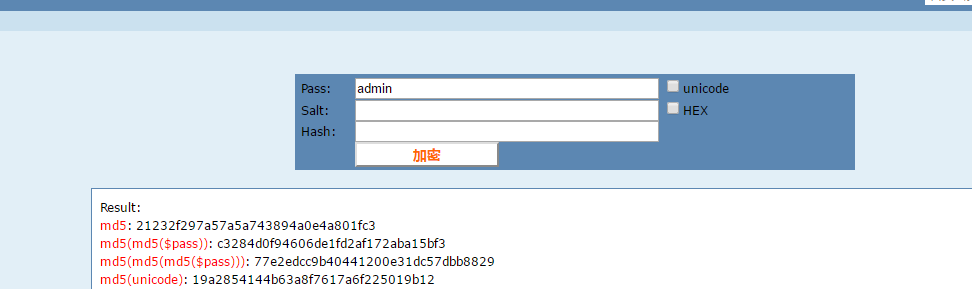 Pass: admin unicode
Salt: HEX
Hash:
加密
Result:
md5: 21232f297a57a5a743894a0e4a801fc3
md5(md5($pass)): c3284d0f94606de1fd2af172aba15bf3
md5(md5(md5($pass))): 77e2edcc9b40441200e31dc57dbb8829
md5(unicode): 19a2854144b63a8f7617a6f225019b12